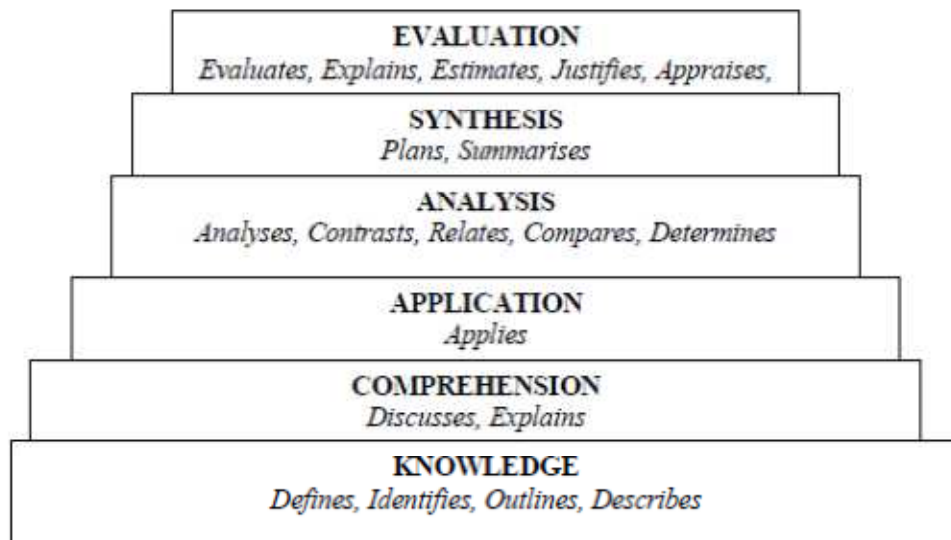 EVALUATION
Evaluates, Explains, Estimates, Justifies, Appraises,
SYNTHESIS
Plans, Summarises
ANALYSIS
Analyses, Contrasts, Relates, Compares, Determines
APPLICATION
Applies
COMPREHENSION
Discusses, Explains
KNOWLEDGE
Defines, Identifies, Outlines, Describes